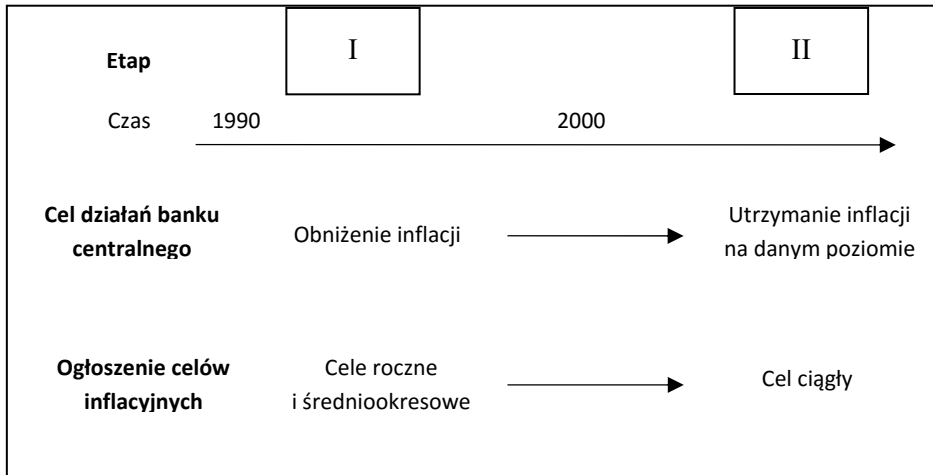 Etap
I
II
Czas
1990
2000
Cel działań banku
centralnego
Obniżenie inflacji
Utrzymanie inflacji
na danym poziomie
Ogłoszenie celów
inflacyjnych
Cele roczne
i średniookresowe
Cel ciągły